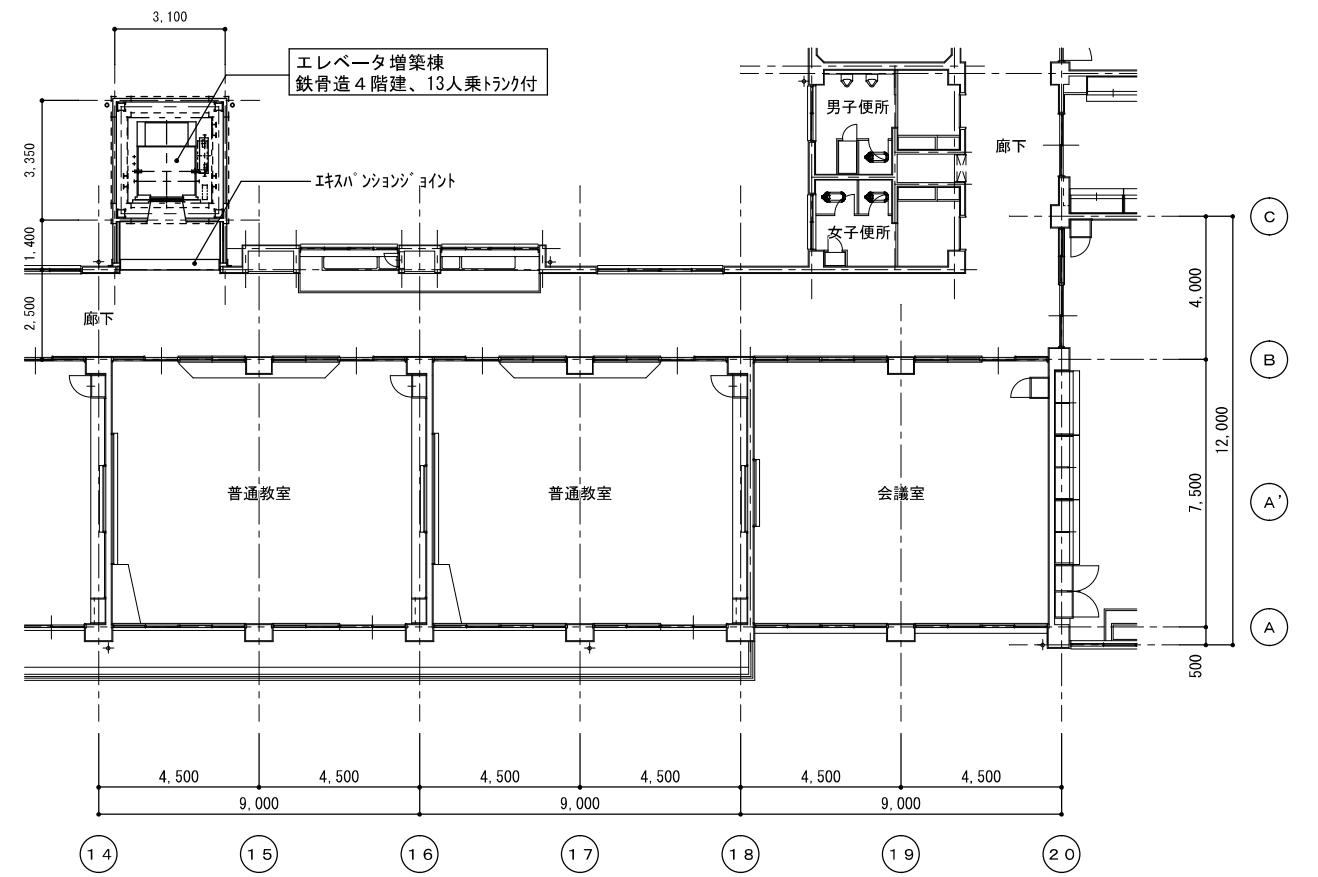 3,100
エレベータ増築棟
鉄骨造4階建、13人乗トランク付
男子便所
廊下
3,350
エキスパンションジョイント
C
女子便所
1,400
4,000
2,500
廊下
B
12,000
普通教室
普通教室
会議室
7,500
A'
A
500
4,500
4,500
4,500
4,500
4,500
4,500
9,000
9,000
9,000
14
15
16
17
18
19
20